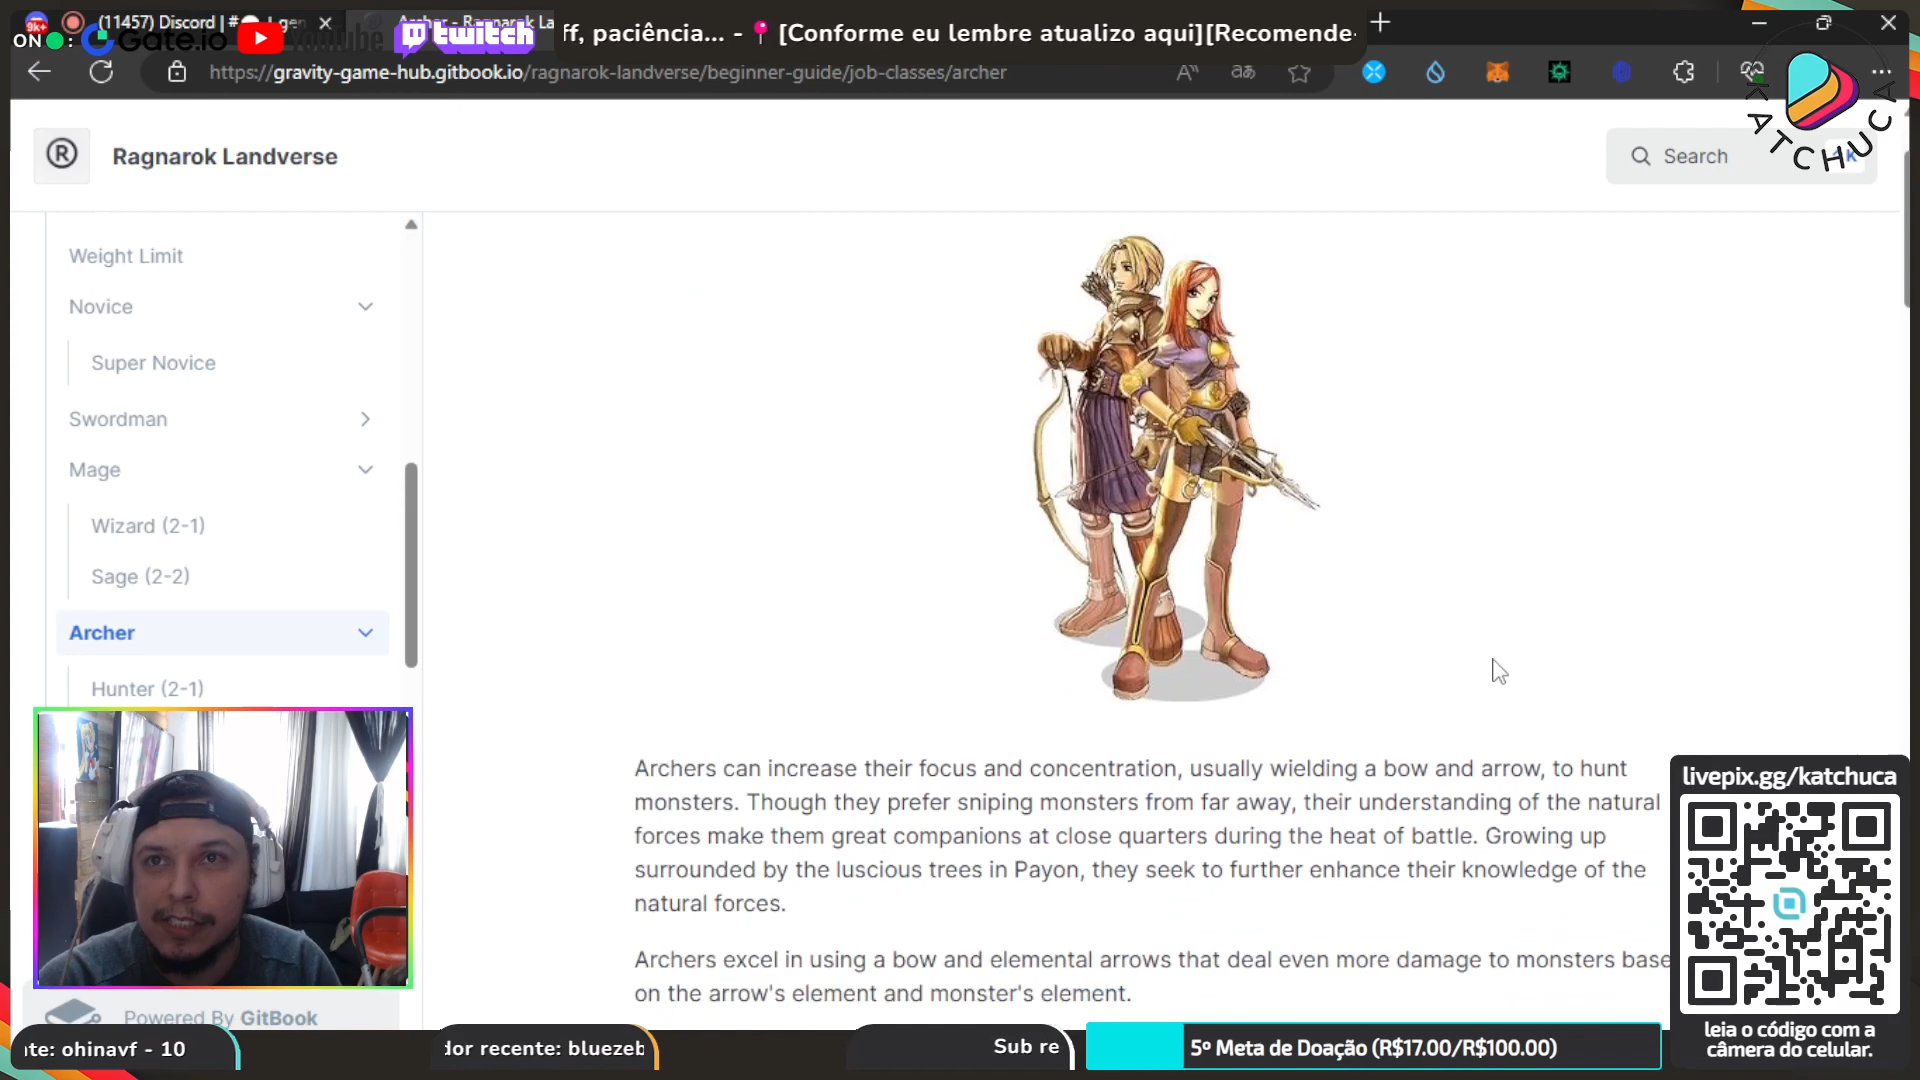 (11457) Discord | #
Archer - Ragnarok La
ON :
Gate.io
Youtube
twitch
ff, paciência... - [Conforme eu lembre atualizo aqui][Recomende-
https://gravity-game-hub.gitbook.io/ragnarok-landverse/beginner-guide/job-classes/archer
KATCHUCA
Ragnarok Landverse
Search
Weight Limit
Novice
Super Novice
Swordman
Mage
Wizard (2-1)
Sage (2-2)
Archer
Hunter (2-1)
Archers can increase their focus and concentration, usually wielding a bow and arrow, to hunt
monsters. Though they prefer sniping monsters from far away, their understanding of the natural
forces make them great companions at close quarters during the heat of battle. Growing up
surrounded by the luscious trees in Payon, they seek to further enhance their knowledge of the
natural forces.
Archers excel in using a bow and elemental arrows that deal even more damage to monsters base
on the arrow's element and monster's element.
Powered By GitBook
livepix.gg/katchuca
leia o código com a
câmera do celular.
te: ohinavf - 10
dor recente: bluezeb
Sub re
5º Meta de Doação (R$17.00/R$100.00)